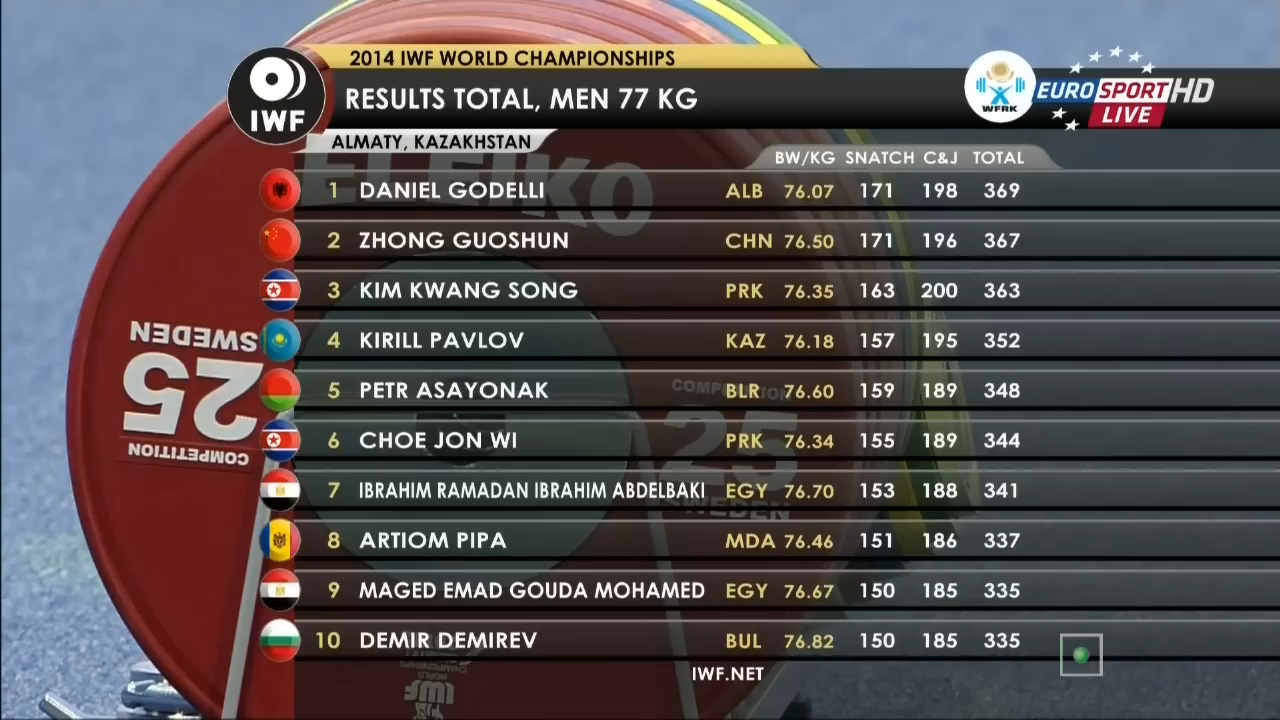 2014 IWF WORLD CHAMPIONSHIPS
IWF
RESULTS TOTAL, MEN 77 KG
WFRK
EUROSPORT HD
LIVE
ALMATY, KAZAKHSTAN
BW/KG SNATCH C&J TOTAL
ELEIKO
1 DANIEL GODELLI ALB 76.07 171 198 369
2 ZHONG GUOSHUN CHN 76.50 171 196 367
3 KIM KWANG SONG PRK 76.35 163 200 363
4 KIRILL PAVLOV KAZ 76.18 157 195 352
5 PETR ASAYONAK BLR 76.60 159 189 348
6 CHOE JON WI PRK 76.34 155 189 344
7 IBRAHIM RAMADAN IBRAHIM ABDELBAKI EGY 76.70 153 188 341
8 ARTIOM PIPA MDA 76.46 151 186 337
9 MAGED EMAD GOUDA MOHAMED EGY 76.67 150 185 335
10 DEMIR DEMIREV BUL 76.82 150 185 335
IWF.NET
COMPETITION
25
SWEDEN
COMPETITION
25
SWEDEN
WORLD
CHAMPIONSHIPS
IWF